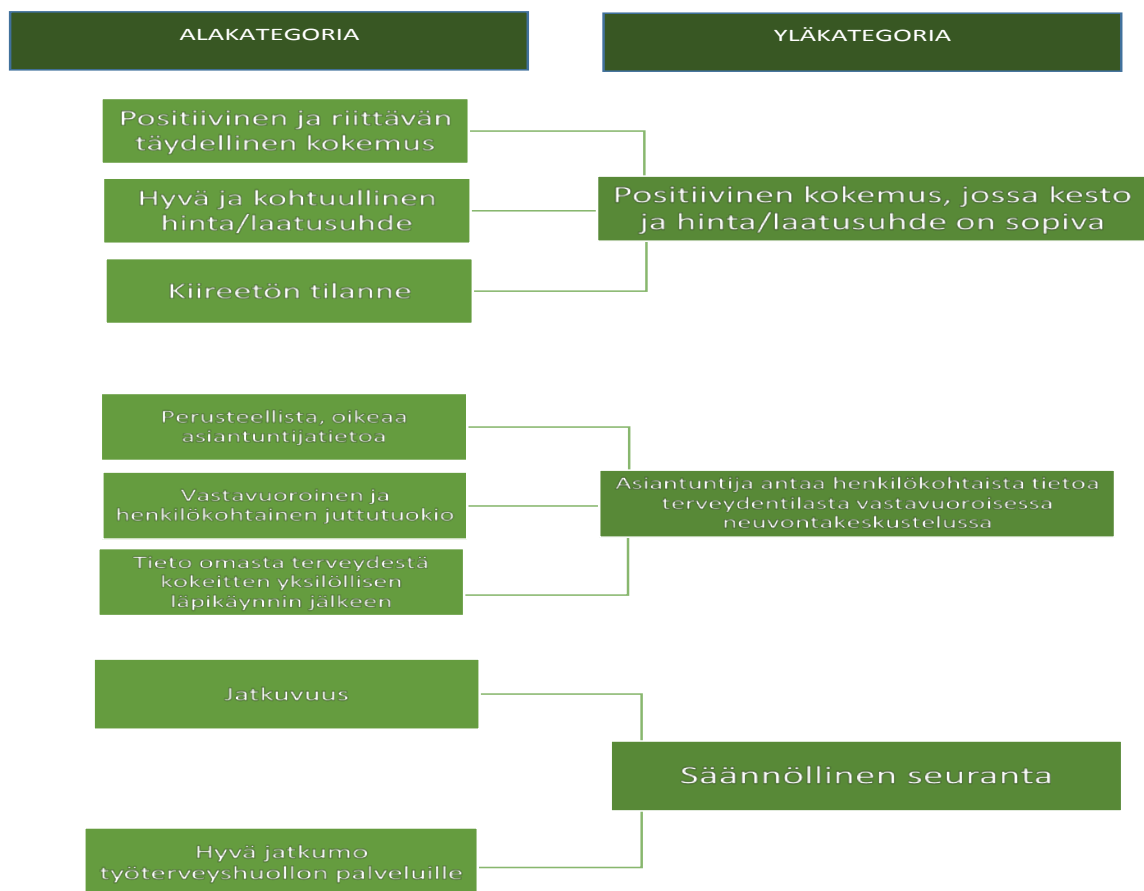 ALAKATEGORIA
YLÄKATEGORIA
Positiivinen ja riittävän
täydellinen kokemus
Hyvä ja kohtuullinen
hinta/laatusuhde
Kiireetön tilanne
Positiivinen kokemus, jossa kesto
ja hinta/laatusuhde on sopiva
Perusteellista, oikeaa
asiantuntijatietoa
Vastavuoroinen ja
henkilökohtainen juttutuokio
Tieto omasta terveydestä
kokeitten yksilöllisen
läpikäynnin jälkeen
Asiantuntija antaa henkilökohtaista tietoa
terveydentilasta vastavuoroisessa
neuvontakeskustelussa
Jatkuvuus
Hyvä jatkumo
työterveyshuollon palveluille
Säännöllinen seuranta